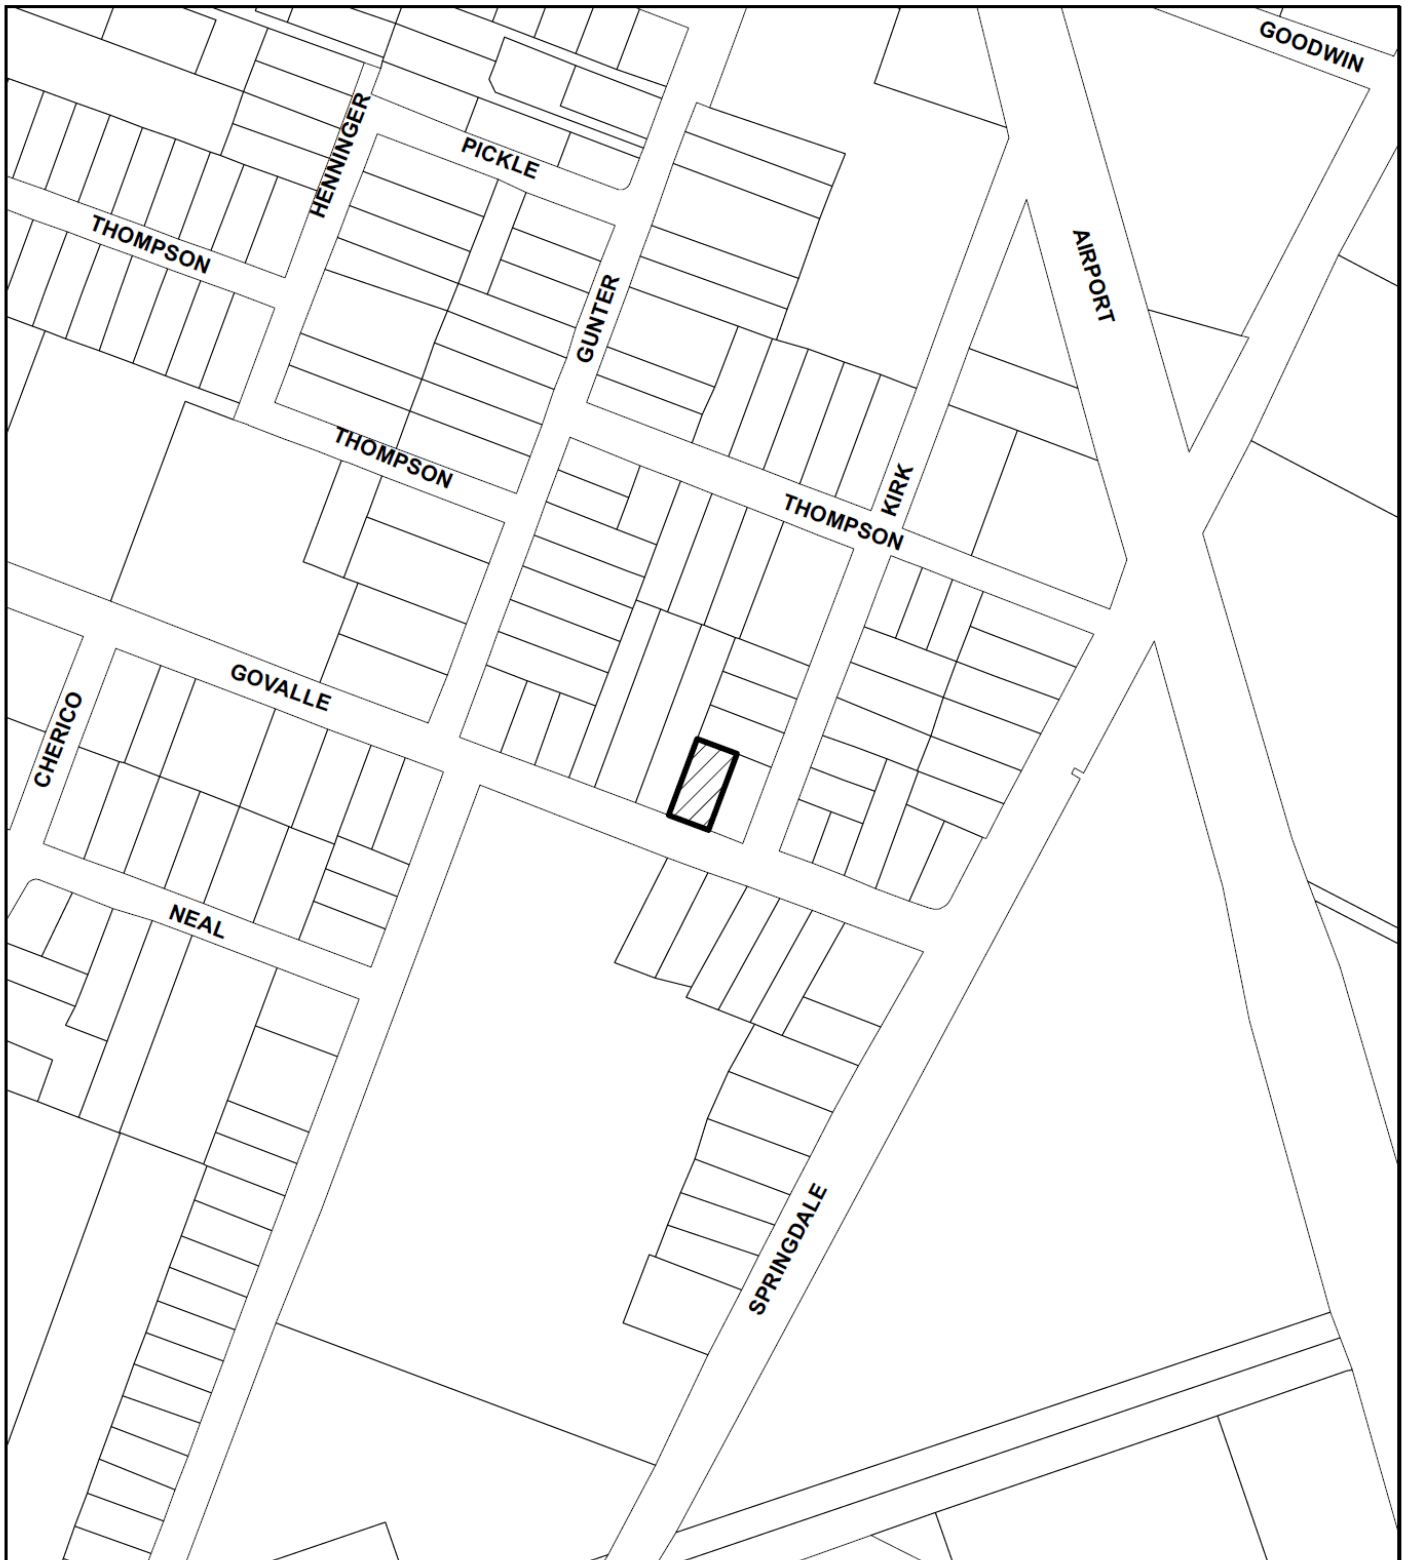 GOODWIN
HENNINGER
PICKLE
THOMPSON
AIRPORT
GUNTER
THOMPSON
KIRK
THOMPSON
GOVALLE
CHERICO
NEAL
SPRINGDALE